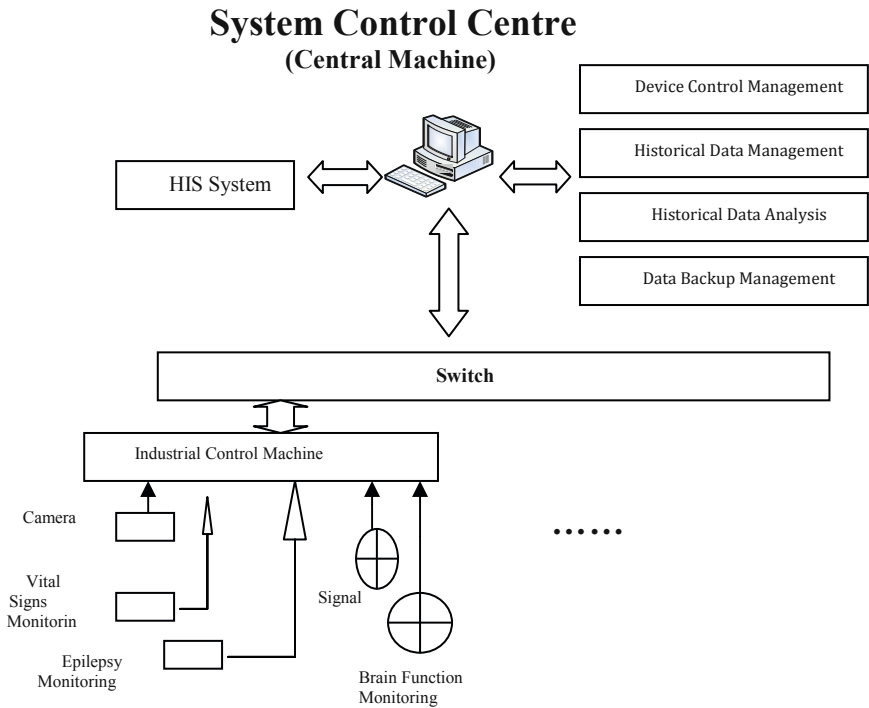 System Control Centre
(Central Machine)
Device Control Management
Historical Data Management
HIS System
Historical Data Analysis
Data Backup Management
Switch
Industrial Control Machine
Camera
......
Vital
Signs
Monitorin
Signal
Epilepsy
Monitoring
Brain Function
Monitoring